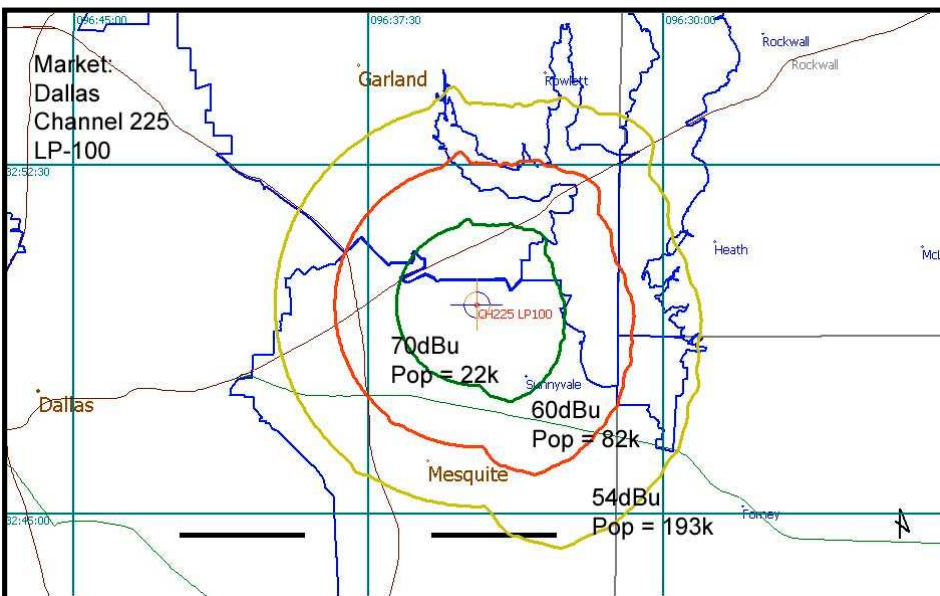 096:45:00
096:37:30
096:30:00
Market:
Dallas
Channel 225
LP-100
Garland
Rowlett
Rockwall
Rockwall
32:52:30
Heath
McL
CH225 LP100
70dBu
Pop = 22k
Sunnyvale
60dBu
Pop = 82k
Dallas
Mesquite
54dBu
Pop = 193k
Forney
32:45:00
N